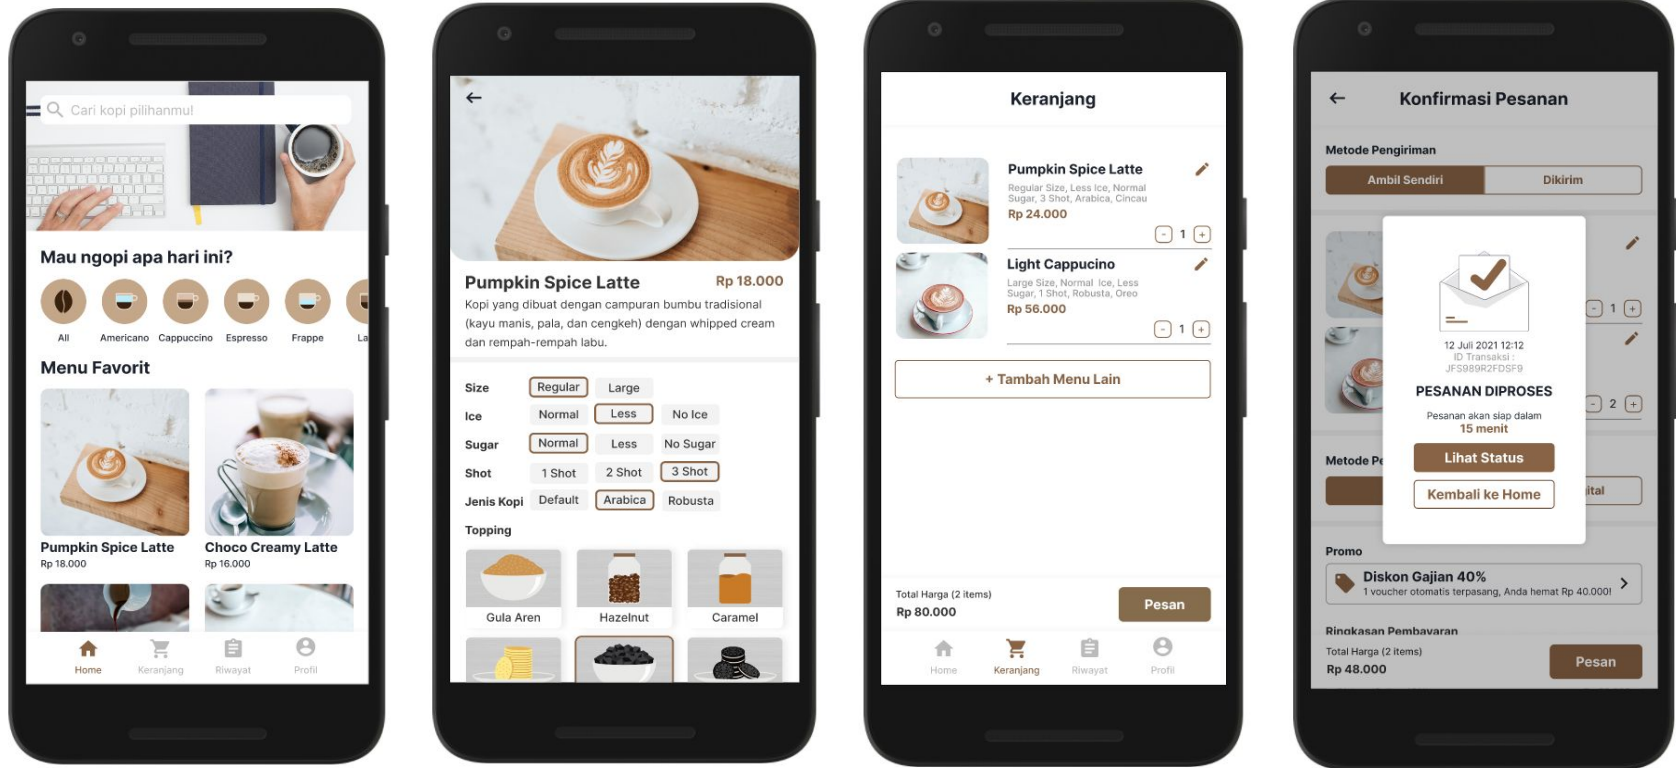 Cari kopi pilihanmu!
Mau ngopi apa hari ini?
All
Americano
Cappuccino
Espresso
Frappe
La
Menu Favorit
Pumpkin Spice Latte
Rp 18.000
Choco Creamy Latte
Rp 16.000
Home
Keranjang
Riwayat
Profil
Pumpkin Spice Latte
Rp 18.000
Kopi yang dibuat dengan campuran bumbu tradisional
(kayu manis, pala, dan cengkeh) dengan whipped cream
dan rempah-rempah labu.
Size Regular Large
Ice Normal Less No Ice
Sugar Normal Less No Sugar
Shot 1 Shot 2 Shot 3 Shot
Jenis Kopi Default Arabica Robusta
Topping
Gula Aren
Hazelnut
Caramel
Keranjang
Pumpkin Spice Latte
Regular Size, Less Ice, Normal
Sugar, 3 Shot, Arabica, Cincau
Rp 24.000
- 1 +
Light Cappucino
Large Size, Normal Ice, Less
Sugar, 1 Shot, Robusta, Oreo
Rp 56.000
- 1 +
+ Tambah Menu Lain
Total Harga (2 items)
Rp 80.000
Pesan
Home
Keranjang
Riwayat
Profil
Konfirmasi Pesanan
Metode Pengiriman
Ambil Sendiri
Dikirim
- 1 +
- 2 +
12 Juli 2021 12:12
ID Transaksi :
JFS989R2FDSF9
PESANAN DIPROSES
Pesanan akan siap dalam
15 menit
Lihat Status
Kembali ke Home
Metode Pe
ital
Promo
Diskon Gajian 40%
1 voucher otomatis terpasang, Anda hemat Rp 40.000!
Ringkasan Pembayaran
Total Harga (2 items)
Rp 48.000
Pesan